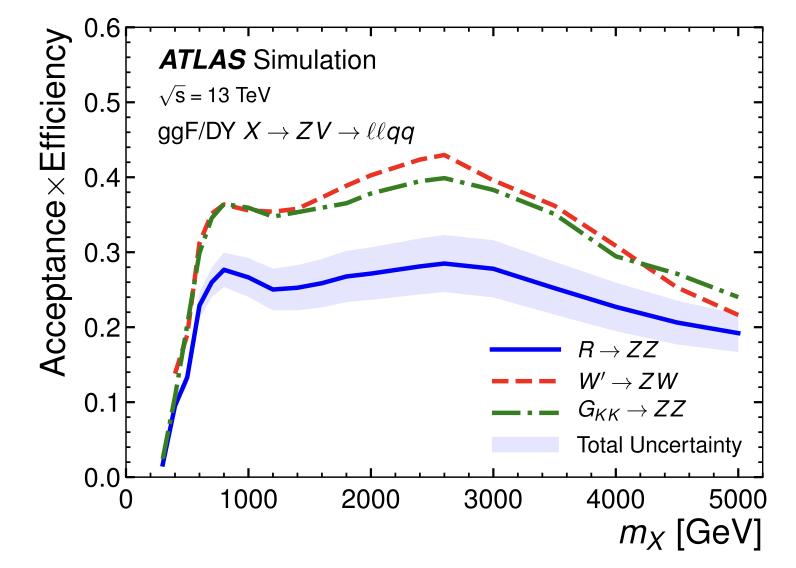 0.6
0.5
0.4
0.3
0.2
0.1
0.0
Acceptance × Efficiency
ATLAS Simulation
√s = 13 TeV
ggF/DY X → ZV → ℓℓqq
R → ZZ
W′ → ZW
G_KK → ZZ
Total Uncertainty
0 1000 2000 3000 4000 5000
m_X [GeV]